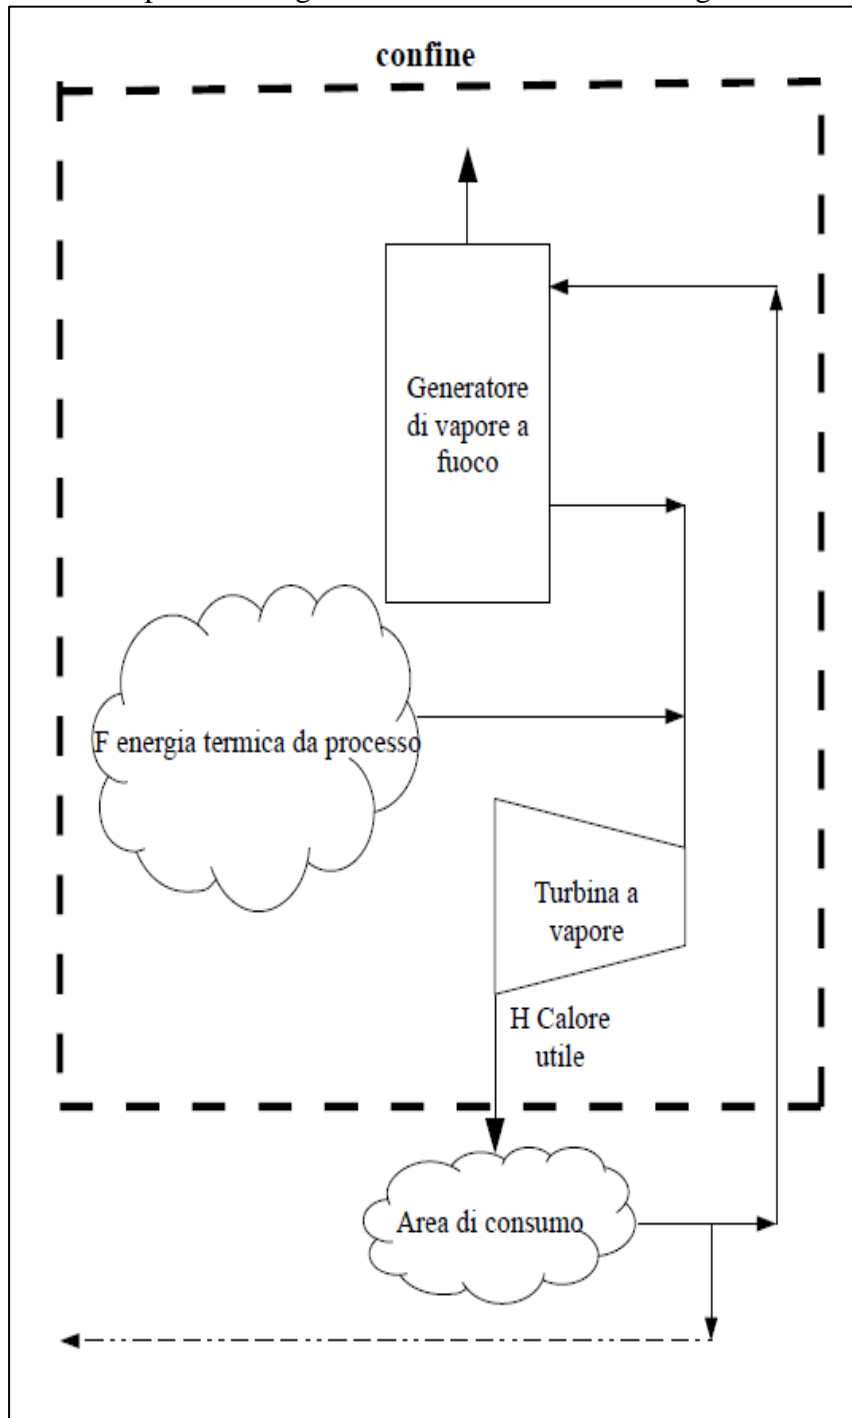 confine
Generatore
di vapore a
fuoco
F energia termica da processo
Turbina a
vapore
H Calore
utile
Area di consumo